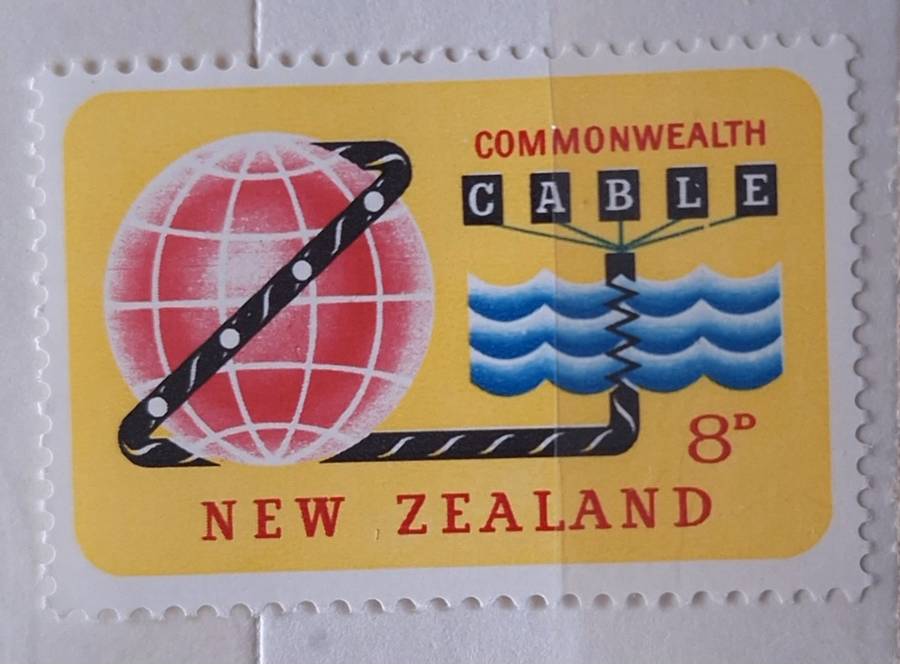 COMMONWEALTH
CABLE
8D
NEW ZEALAND